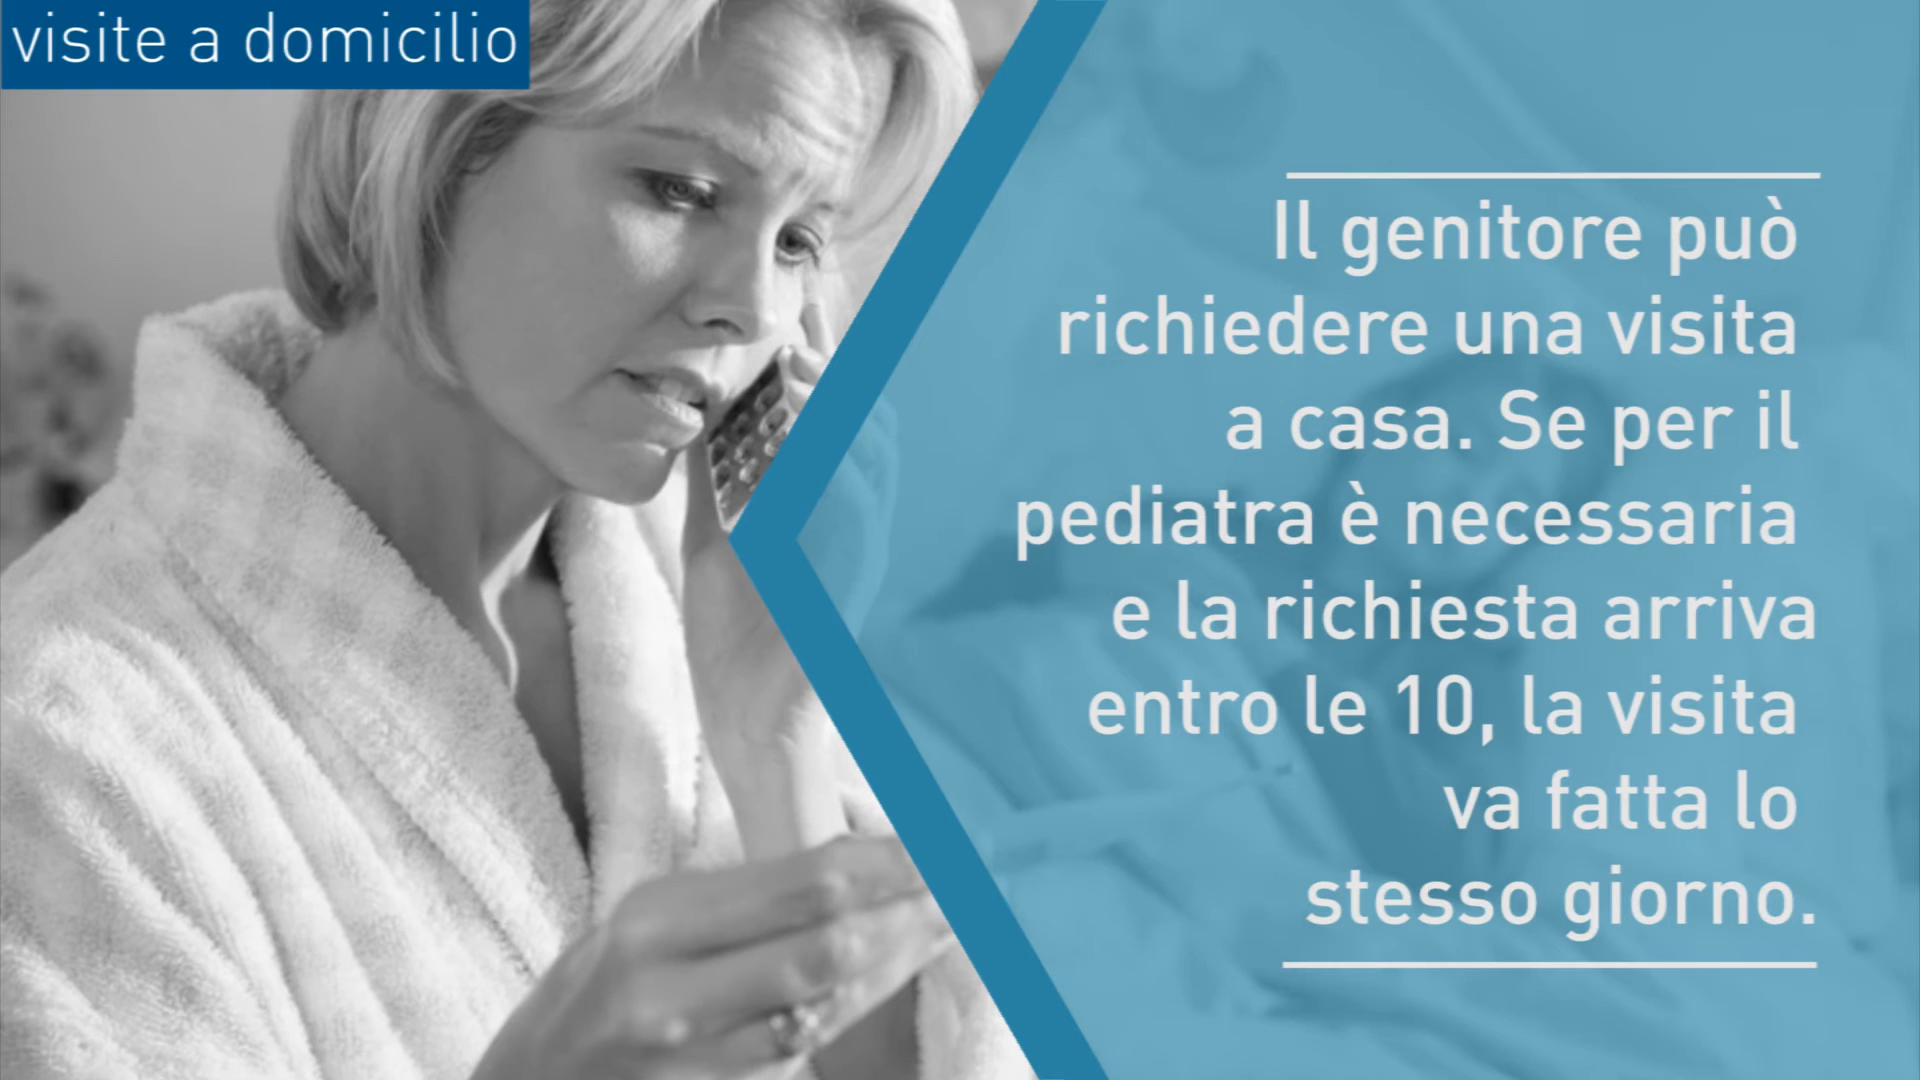 visite a domicilio
Il genitore può
richiedere una visita
a casa. Se per il
pediatra è necessaria
e la richiesta arriva
entro le 10, la visita
va fatta lo
stesso giorno.